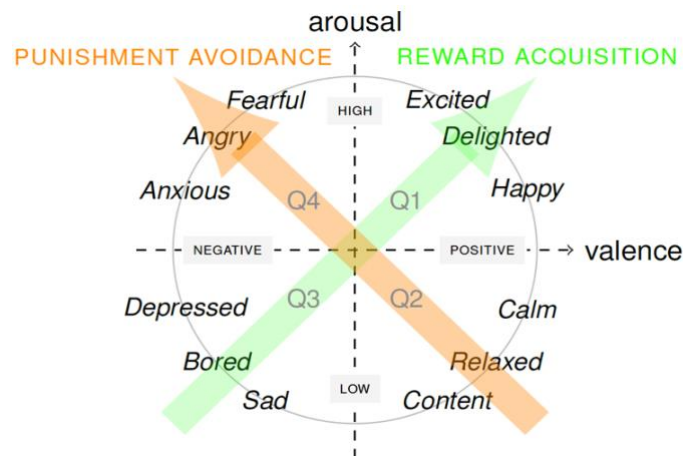 arousal
PUNISHMENT AVOIDANCE
REWARD ACQUISITION
Fearful
HIGH
Excited
Angry
Delighted
Anxious
Q4
Q1
Happy
NEGATIVE
POSITIVE
valence
Depressed
Q3
Q2
Calm
Bored
Relaxed
Sad
LOW
Content